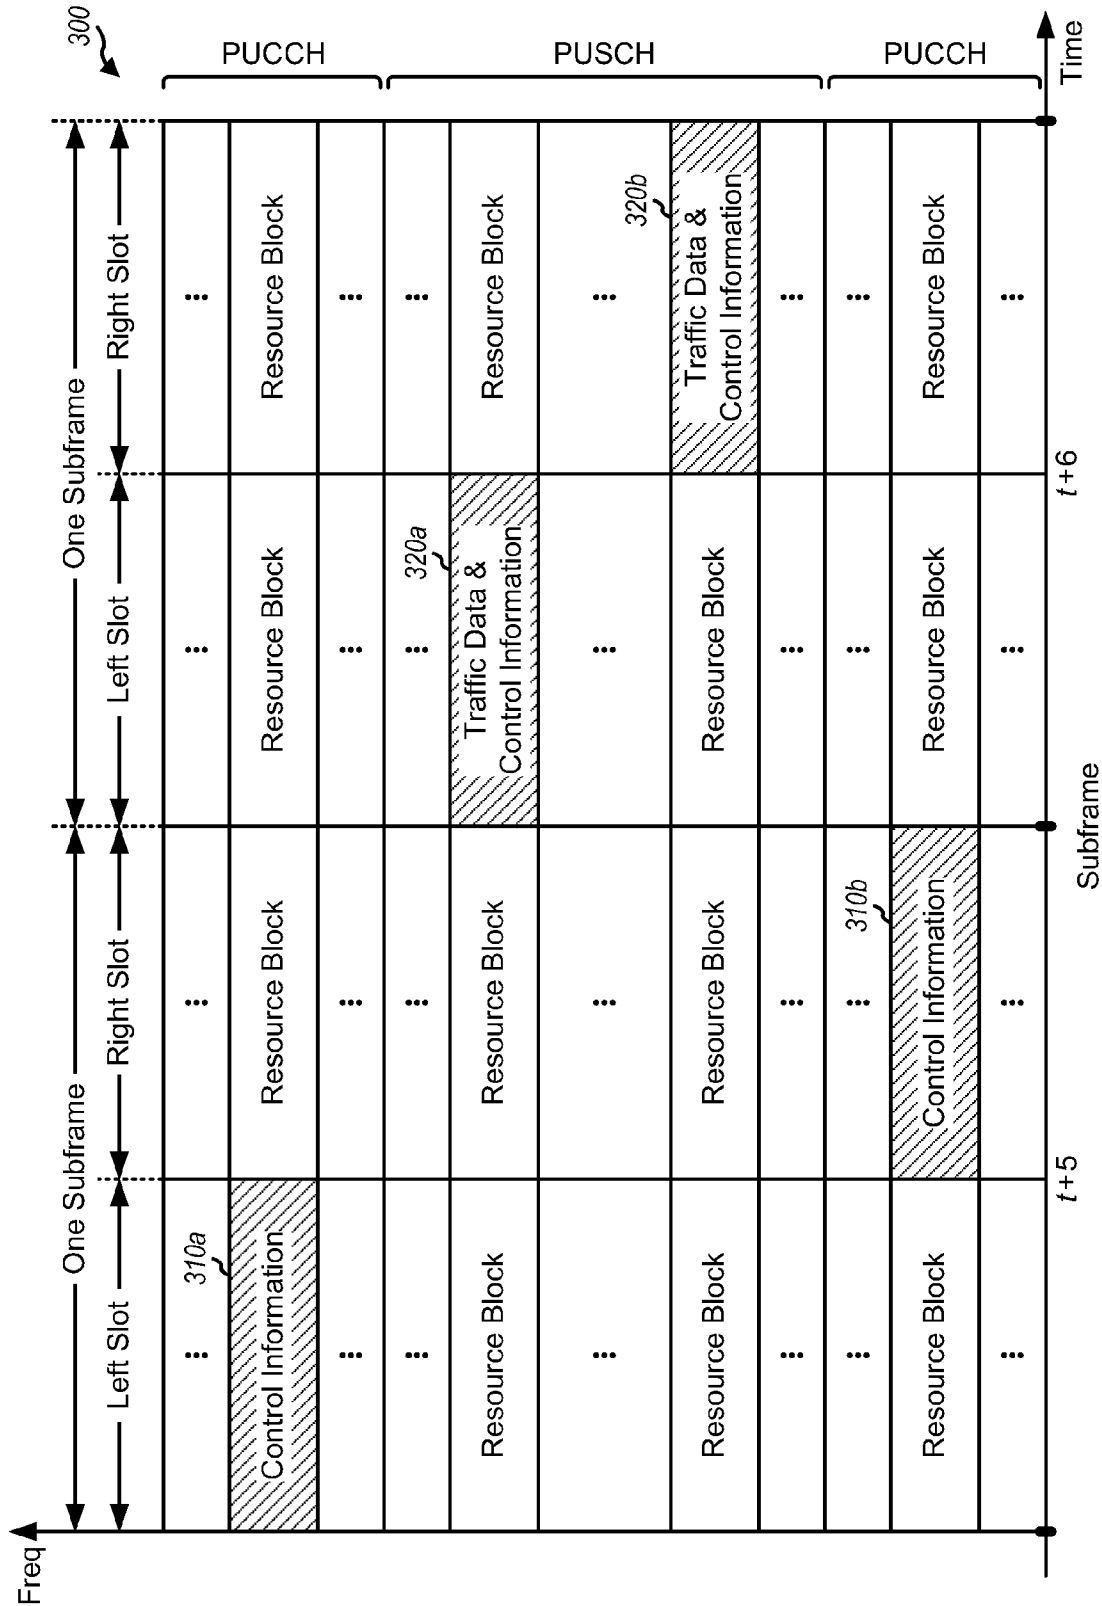 Freq
300
One Subframe
One Subframe
Left Slot
Right Slot
Left Slot
Right Slot
... ... ... ...
310a
Control Information
Resource Block
Resource Block
Resource Block
PUCCH
... ... ... ...
... ... ... ...
320a
Resource Block
Resource Block
Traffic Data &
Control Information
Resource Block
... ... ... ...
PUSCH
320b
Resource Block
Resource Block
Resource Block
Traffic Data &
Control Information
... ... ... ...
... ... ... ...
310b
Resource Block
Control Information
Resource Block
Resource Block
PUCCH
... ... ... ...
t+5
t+6
Time
Subframe